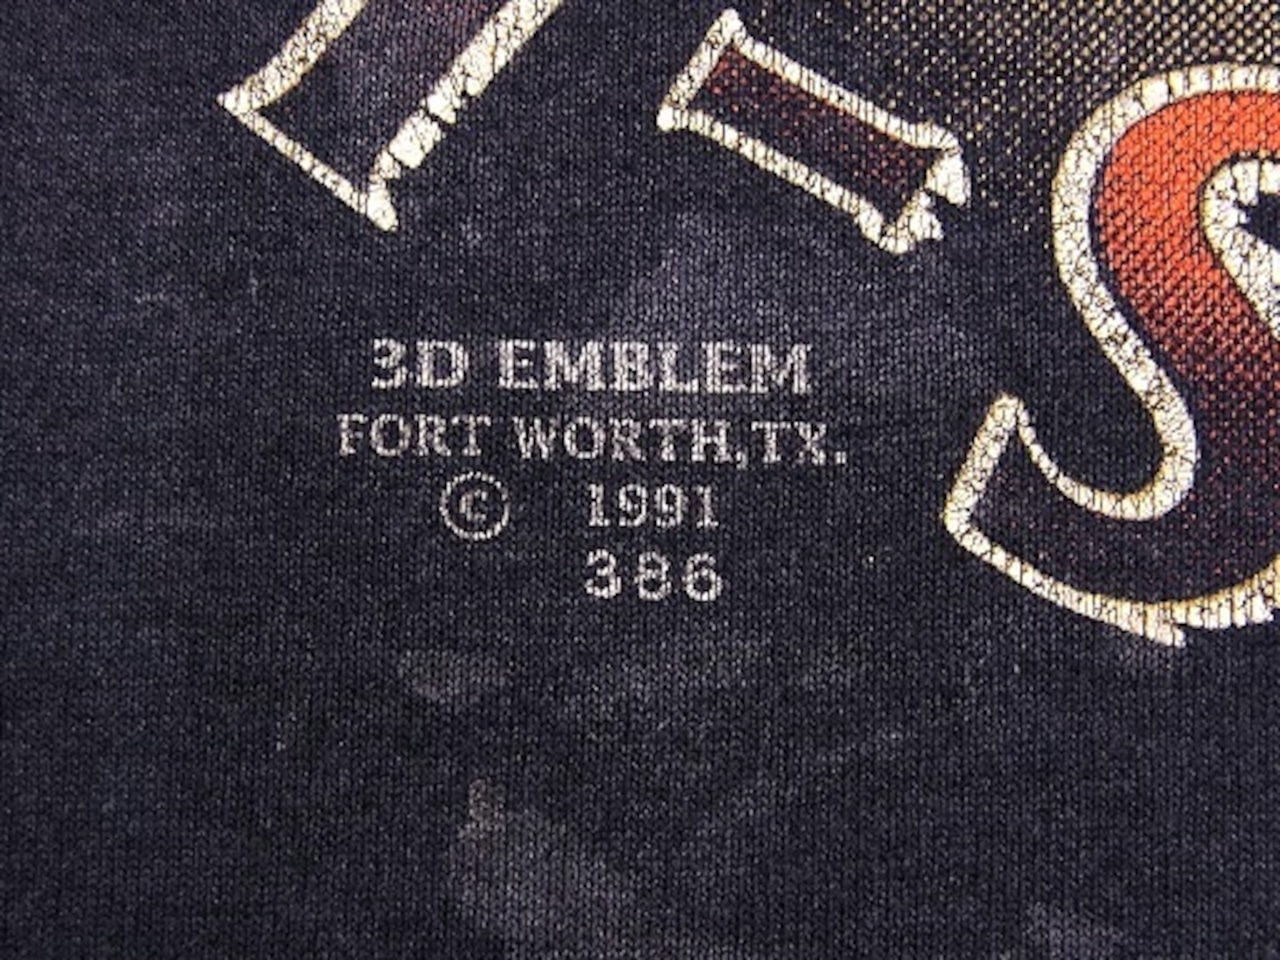 3D EMBLEM
FORT WORTH,TX.
© 1991
386